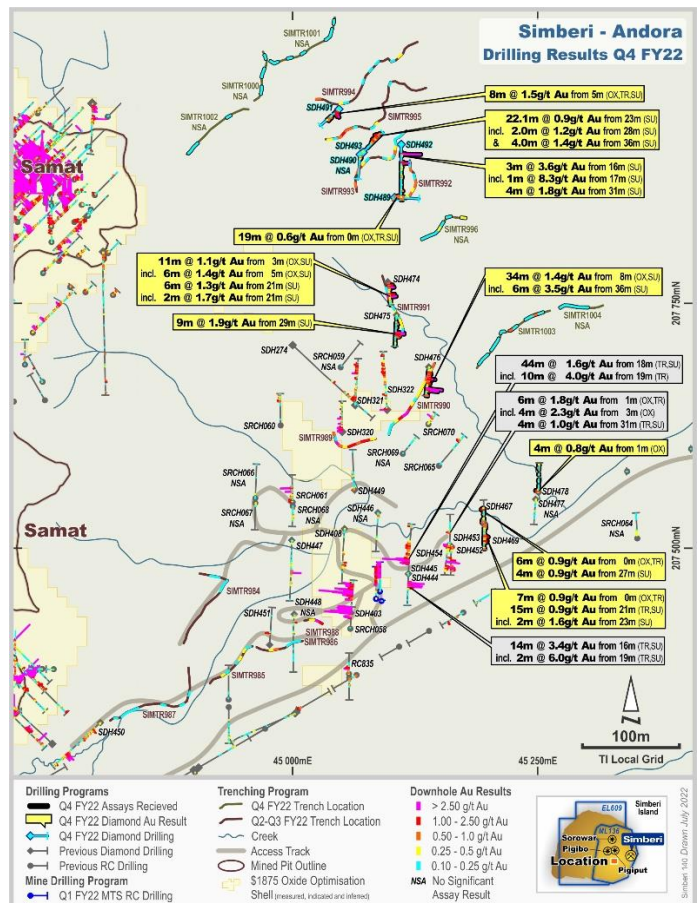 Simberi - Andora
Drilling Results Q4 FY22
SIMTR1001
NSA
SIMTR1000
NSA
SIMTR1002
NSA
SIMTR994
SDH491
SIMTR995
8m @ 1.5g/t Au from 5m (OX,TR,SU)
22.1m @ 0.9g/t Au from 23m (SU)
incl. 2.0m @ 1.2g/t Au from 28m (SU)
& 4.0m @ 1.4g/t Au from 36m (SU)
SDH493
SDH492
SDH490
NSA
SIMTR993
SIMTR992
SDH489
3m @ 3.6g/t Au from 16m (SU)
incl. 1m @ 8.3g/t Au from 17m (SU)
4m @ 1.8g/t Au from 31m (SU)
Samat
SIMTR996
NSA
19m @ 0.6g/t Au from 0m (OX,TR,SU)
11m @ 1.1g/t Au from 3m (OX,SU)
incl. 6m @ 1.4g/t Au from 5m (OX,SU)
6m @ 1.3g/t Au from 21m (SU)
incl. 2m @ 1.7g/t Au from 21m (SU)
SDH474
SIMTR991
SDH475
34m @ 1.4g/t Au from 8m (OX,SU)
incl. 6m @ 3.5g/t Au from 36m (SU)
207 750mN
SIMTR1004
NSA
SIMTR1003
9m @ 1.9g/t Au from 29m (SU)
SDH274
SRCH059
NSA
SDH476
SDH322
SDH321
SIMTR990
44m @ 1.6g/t Au from 18m (TR,SU)
incl. 10m @ 4.0g/t Au from 19m (TR)
6m @ 1.8g/t Au from 1m (OX,TR)
incl. 4m @ 2.3g/t Au from 3m (OX)
4m @ 1.0g/t Au from 31m (TR,SU)
SRCH060
SDH320
SIMTR989
SRCH070
SRCH069
NSA
SRCH065
4m @ 0.8g/t Au from 1m (OX)
SRCH066
NSA
SDH449
SRCH061
SRCH067
NSA
SRCH068
NSA
SDH446
NSA
SDH478
SDH477
NSA
SDH467
SRCH064
NSA
Samat
SDH408
SDH447
SDH453
SDH454
SDH452
SDH469
207 500mN
SDH445
SDH444
6m @ 0.9g/t Au from 0m (OX,TR)
4m @ 0.9g/t Au from 27m (SU)
SIMTR984
SDH451
SDH448
NSA
SDH403
7m @ 0.9g/t Au from 0m (OX,TR)
15m @ 0.9g/t Au from 21m (TR,SU)
incl. 2m @ 1.6g/t Au from 23m (SU)
SIMTR988
SIMTR986
SRCH058
14m @ 3.4g/t Au from 16m (TR,SU)
incl. 2m @ 6.0g/t Au from 19m (TR,SU)
RC835
SIMTR985
SIMTR987
SDH450
45 000mE
45 250mE
N
100m
TI Local Grid
Drilling Programs
Q4 FY22 Assays Recieved
Q4 FY22 Diamond Au Result
Q4 FY22 Diamond Drilling
Previous Diamond Drilling
Previous RC Drilling
Mine Drilling Program
Q1 FY22 MTS RC Drilling
Trenching Program
Q4 FY22 Trench Location
Q2-Q3 FY22 Trench Location
Creek
Access Track
Mined Pit Outline
$1875 Oxide Optimisation
Shell (measured, indicated and inferred)
Downhole Au Results
> 2.50 g/t Au
1.00 - 2.50 g/t Au
0.50 - 1.0 g/t Au
0.25 - 0.5 g/t Au
0.10 - 0.25 g/t Au
NSA No Significant
Assay Result
EL609
Simberi
Island
ML136
Sorowar
Simberi
Pigibo
Location
Pigiput
Simberi 140 Drawn July 2022